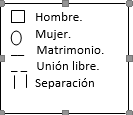 Hombre.
Mujer.
Matrimonio.
Unión libre.
Separación